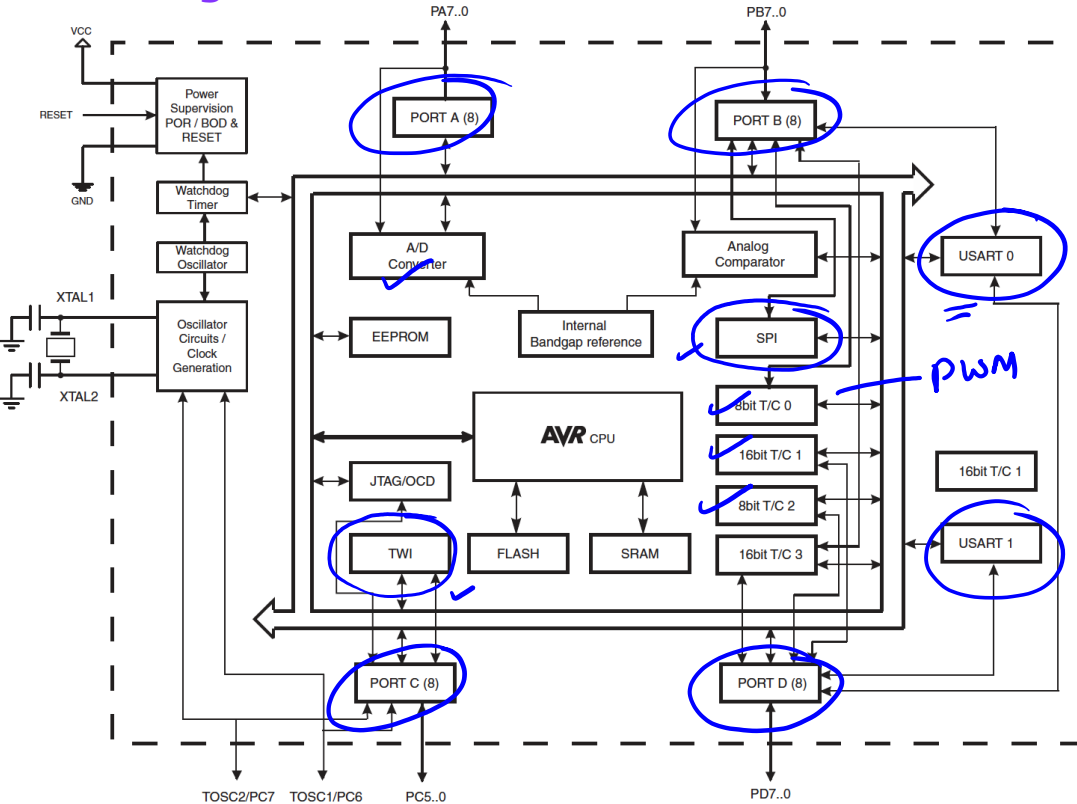 PA7..0
PB7..0
VCC
RESET
GND
Power
Supervision
POR / BOD &
RESET
PORT A (8)
PORT B (8)
Watchdog
Timer
Watchdog
Oscillator
A/D
Converter
Analog
Comparator
USART 0
XTAL1
XTAL2
Oscillator
Circuits /
Clock
Generation
EEPROM
Internal
Bandgap reference
SPI
PWM
8bit T/C 0
AVR CPU
16bit T/C 1
16bit T/C 1
JTAG/OCD
8bit T/C 2
TWI
FLASH
SRAM
16bit T/C 3
USART 1
PORT C (8)
PORT D (8)
TOSC2/PC7
TOSC1/PC6
PC5..0
PD7..0